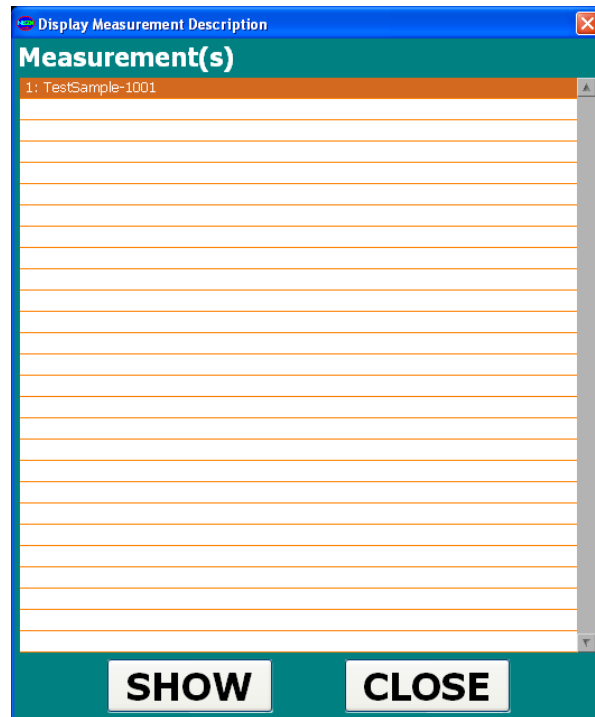 Display Measurement Description
Measurement(s)
1: TestSample-1001
SHOW CLOSE